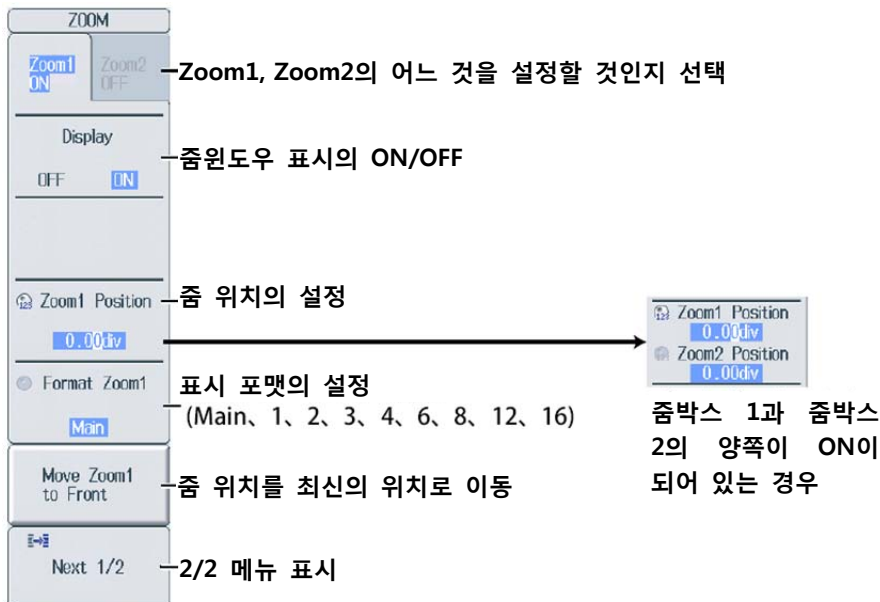 ZOOM
Zoom1 Zoom2
ON OFF
Zoom1, Zoom2의 어느 것을 설정할 것인지 선택
Display
OFF ON
줌윈도우 표시의 ON/OFF
Zoom1 Position
0.00div
줌 위치의 설정
Zoom1 Position
0.00div
Zoom2 Position
0.00div
줌박스 1과 줌박스
2의 양쪽이 ON이
되어 있는 경우
Format Zoom1
Main
표시 포맷의 설정
(Main、1、2、3、4、6、8、12、16)
Move Zoom1
to Front
줌 위치를 최신의 위치로 이동
Next 1/2
2/2 메뉴 표시